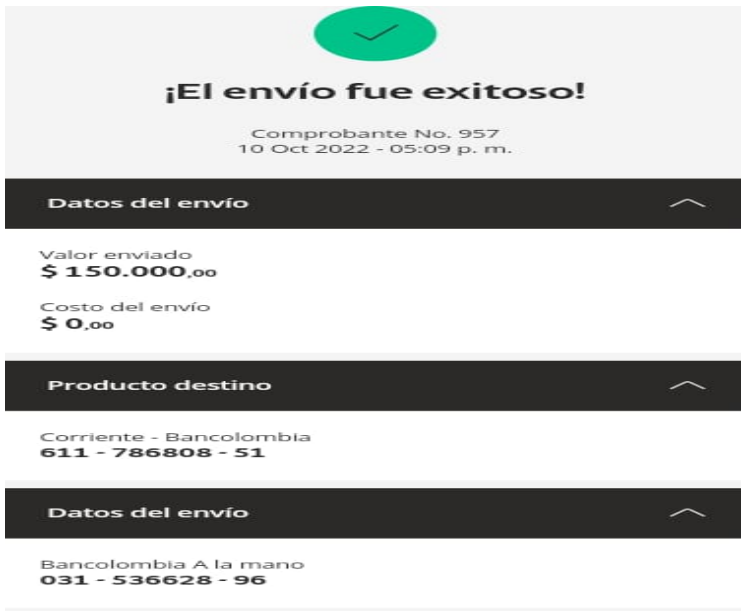 ¡El envío fue exitoso!
Comprobante No. 957
10 Oct 2022 - 05:09 p. m.
Datos del envío
Valor enviado
$ 150.000,00
Costo del envío
$ 0,00
Producto destino
Corriente - Bancolombia
611 - 786808 - 51
Datos del envío
Bancolombia A la mano
031 - 536628 - 96